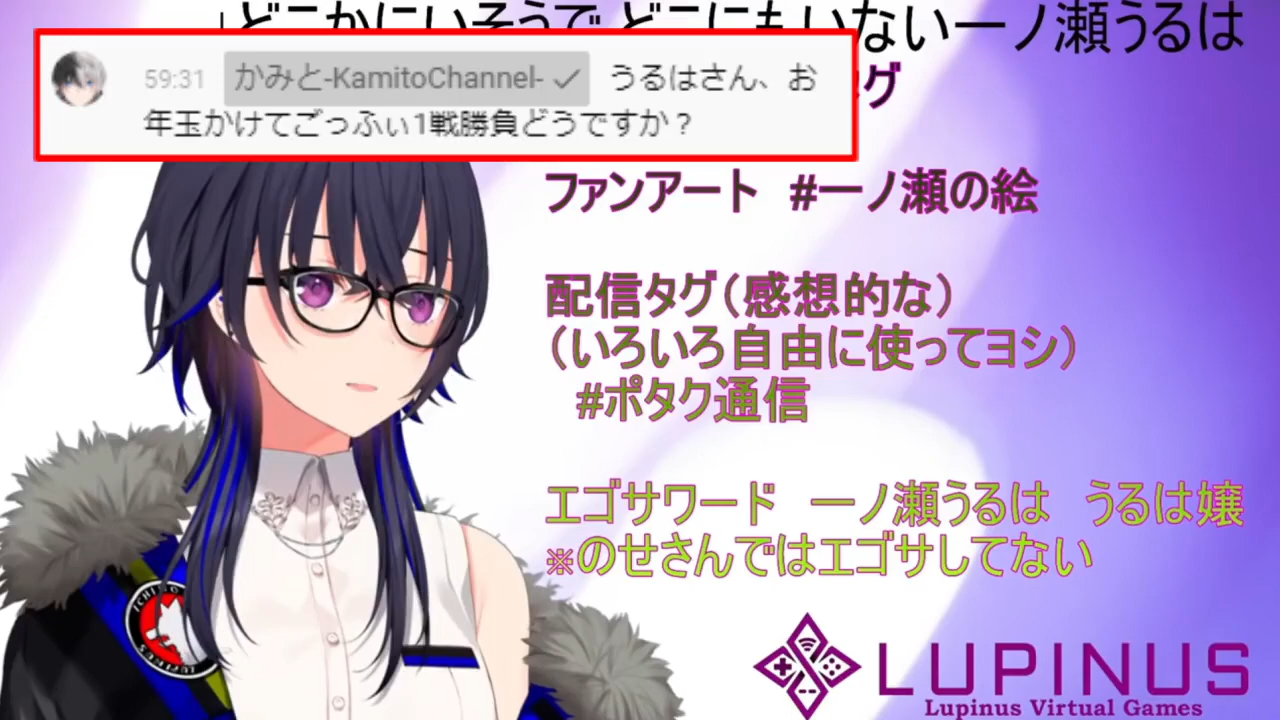 どこかにいそうで、どこにもいない一ノ瀬うるは
59:31 かみと-KamitoChannel- ✓ うるはさん、お
年玉かけてごっふぃ1戦勝負どうですか？
グ
ファンアート #一ノ瀬の絵
配信タグ(感想的な)
(いろいろ自由に使ってヨシ)
#ポタク通信
エゴサワード 一ノ瀬うるは うるは嬢
※のせさんではエゴサしてない
LUPINUS
Lupinus Virtual Games